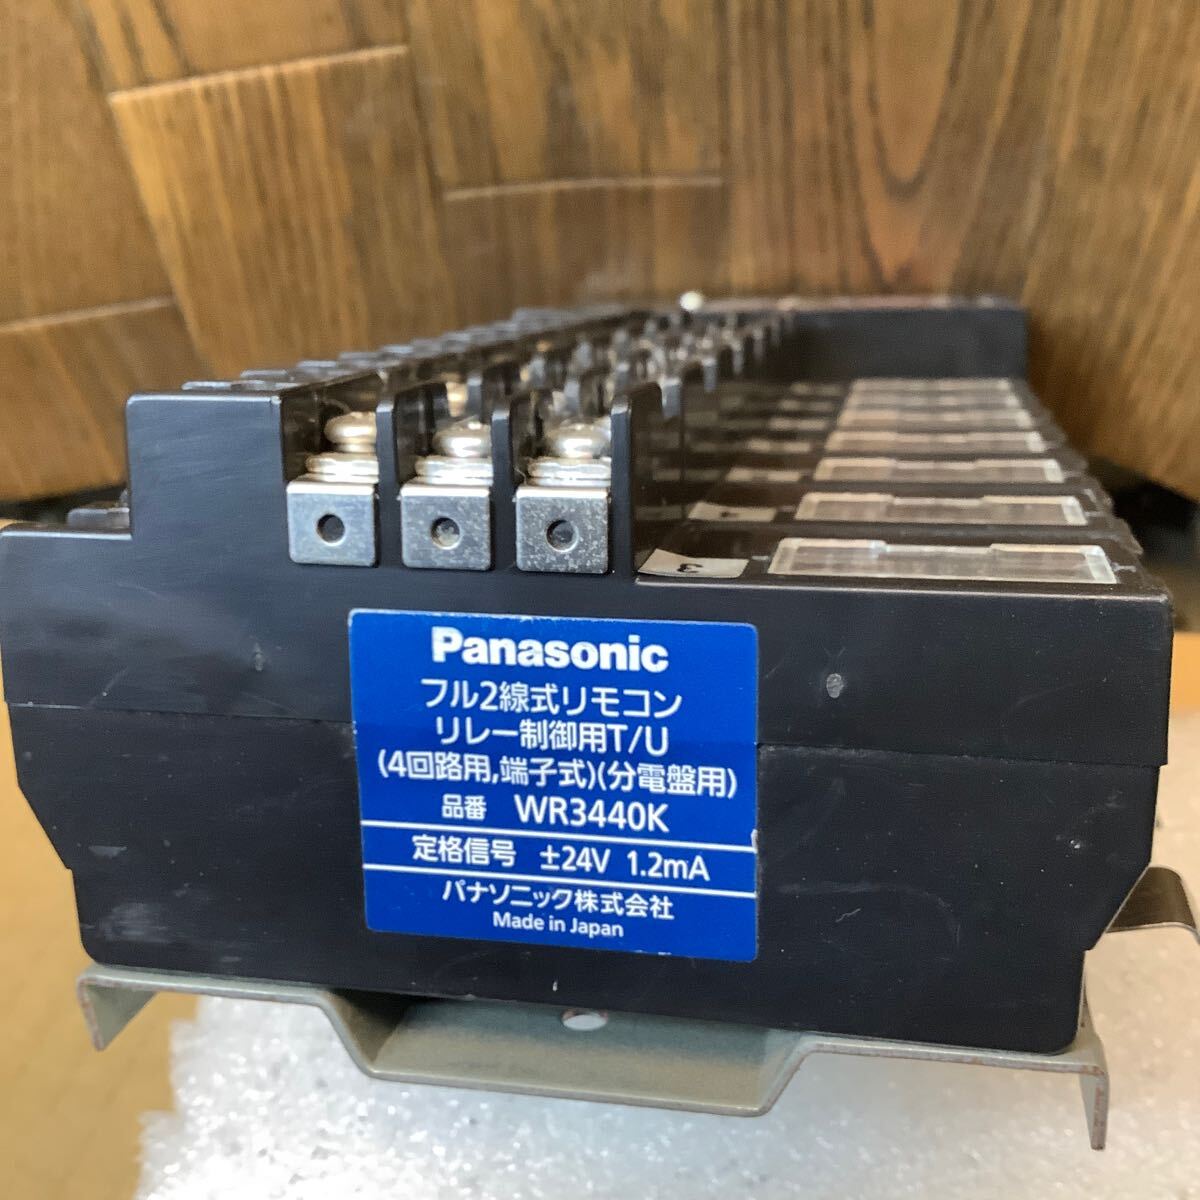 3
Panasonic
フル2線式リモコン
リレー制御用T/U
(4回路用,端子式)(分電盤用)
品番 WR3440K
定格信号 ±24V 1.2mA
パナソニック株式会社
Made in Japan